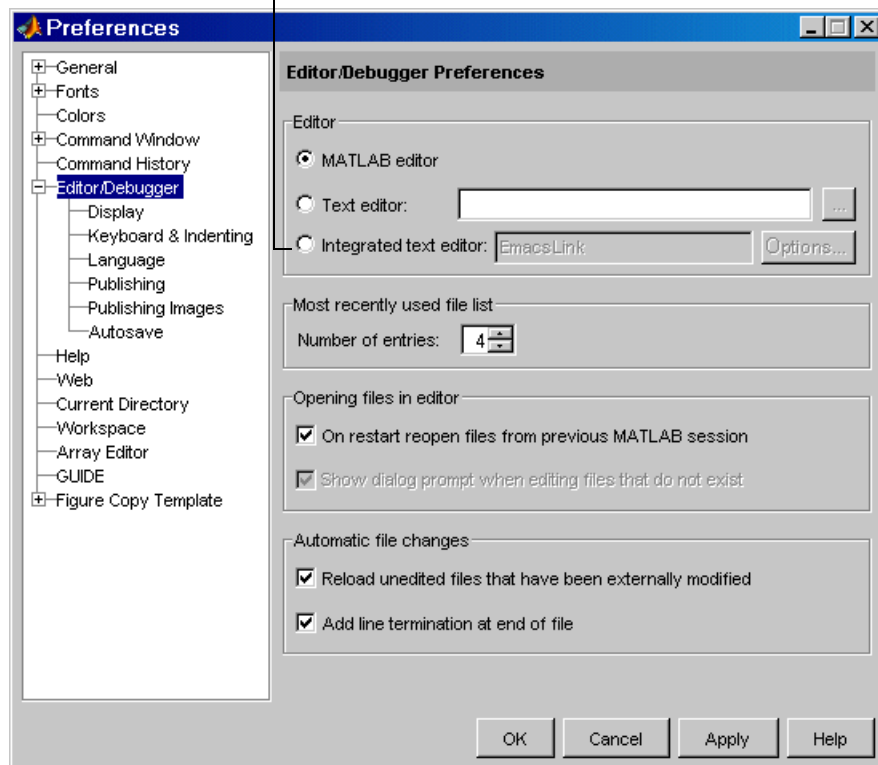 Preferences
General
Fonts
Colors
Command Window
Command History
Editor/Debugger
Display
Keyboard & Indenting
Language
Publishing
Publishing Images
Autosave
Help
Web
Current Directory
Workspace
Array Editor
GUIDE
Figure Copy Template
Editor/Debugger Preferences
Editor
MATLAB editor
Text editor:
...
Integrated text editor: EmacsLink Options...
Most recently used file list
Number of entries: 4
Opening files in editor
On restart reopen files from previous MATLAB session
Show dialog prompt when editing files that do not exist
Automatic file changes
Reload unedited files that have been externally modified
Add line termination at end of file
OK Cancel Apply Help